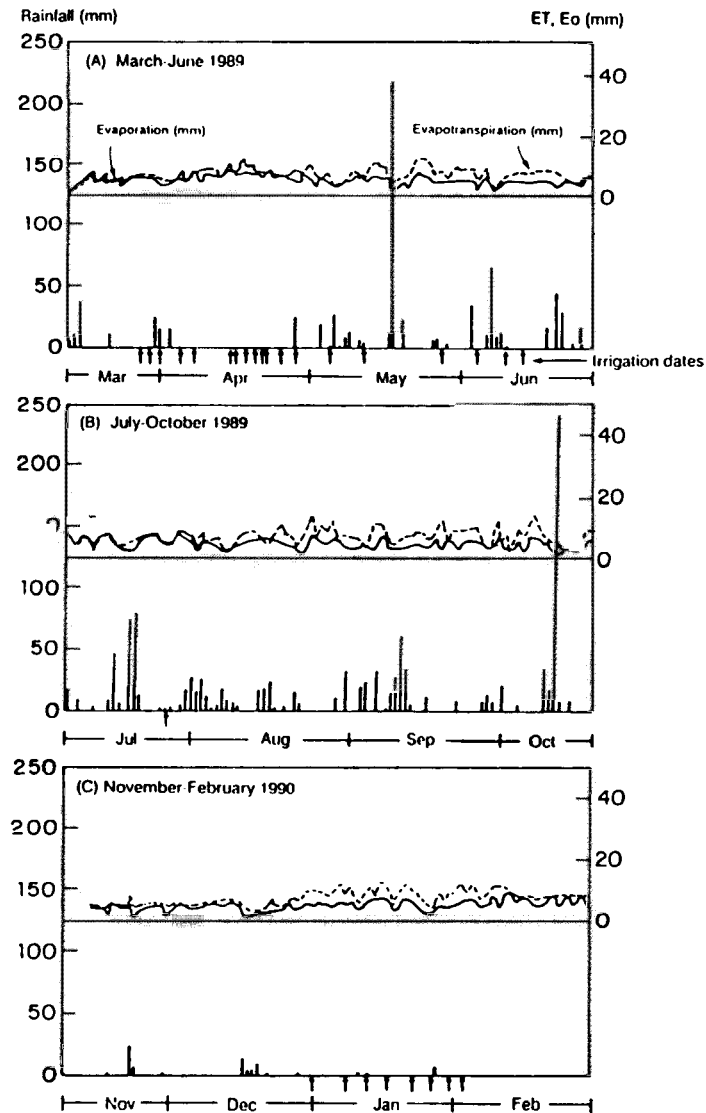 Rainfall (mm) ET, Eo (mm)
250
(A) March-June 1989
40
200
Evaporation (mm) Evapotranspiration (mm)
20
150
0
100
50
0
Irrigation dates
Mar Apr May Jun
250
(B) July-October 1989
40
200
20
0
100
50
0
Jul Aug Sep Oct
250
(C) November-February 1990
40
200
20
150
0
100
50
0
Nov Dec Jan Feb